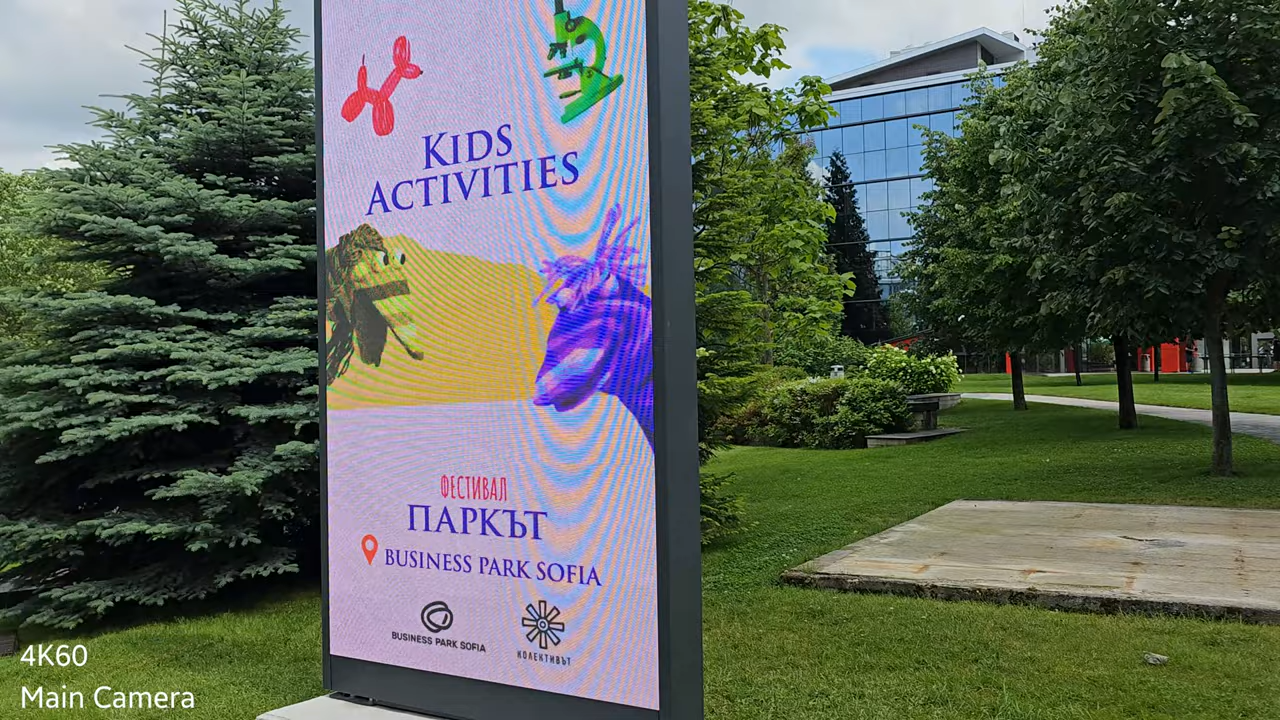 KIDS
ACTIVITIES
ФЕСТИВАЛ
ПАРКЪТ
BUSINESS PARK SOFIA
BUSINESS PARK SOFIA
КОЛЕКТИВЪТ
4K60
Main Camera